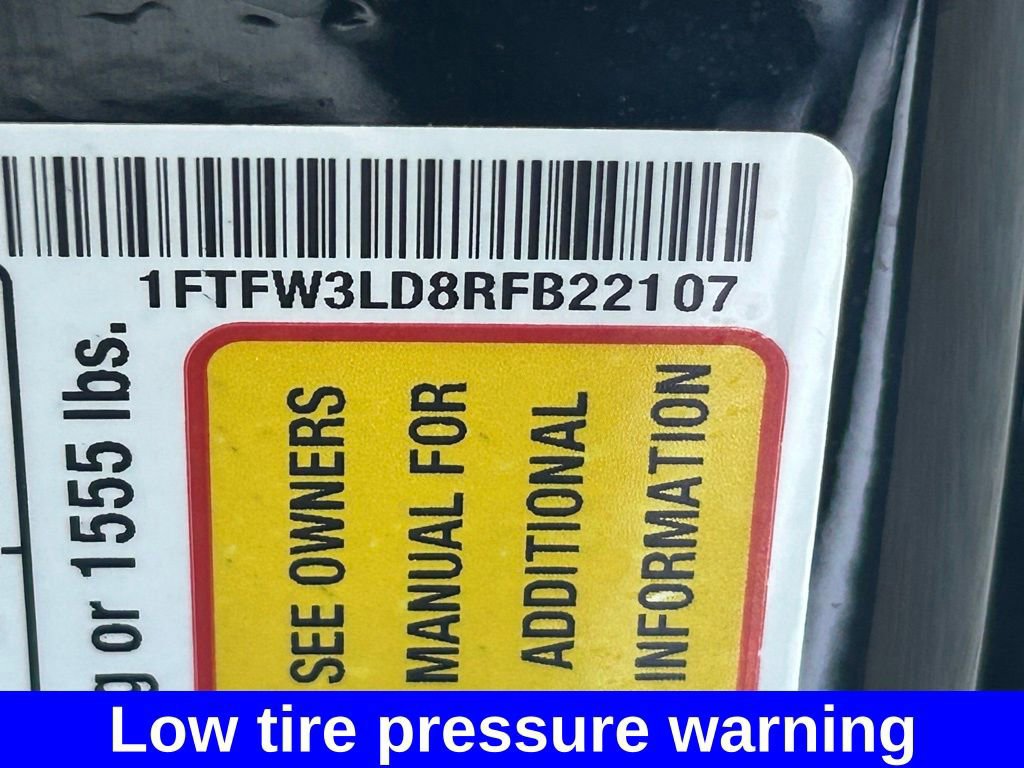 1FTFW3LD8RFB22107
g or 1555 lbs.
SEE OWNERS
MANUAL FOR
ADDITIONAL
INFORMATION
Low tire pressure warning